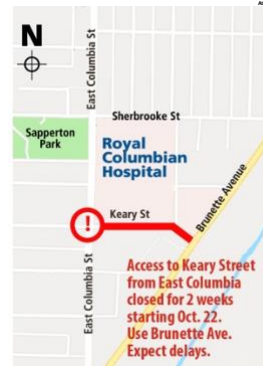 N
East Columbia St
Sherbrooke St
Sapperton
Park
Royal
Columbian
Hospital
!
Keary St
Brunette Avenue
East Columbia St
Access to Keary Street
from East Columbia
closed for 2 weeks
starting Oct. 22.
Use Brunette Ave.
Expect delays.